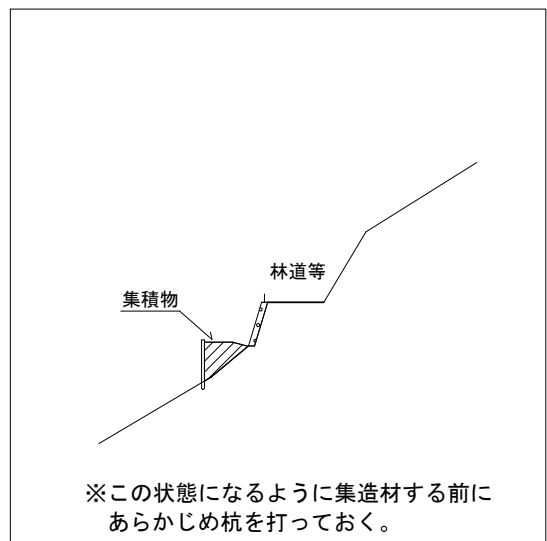 林道等
集積物
※この状態になるように集造材する前に
あらかじめ杭を打っておく。